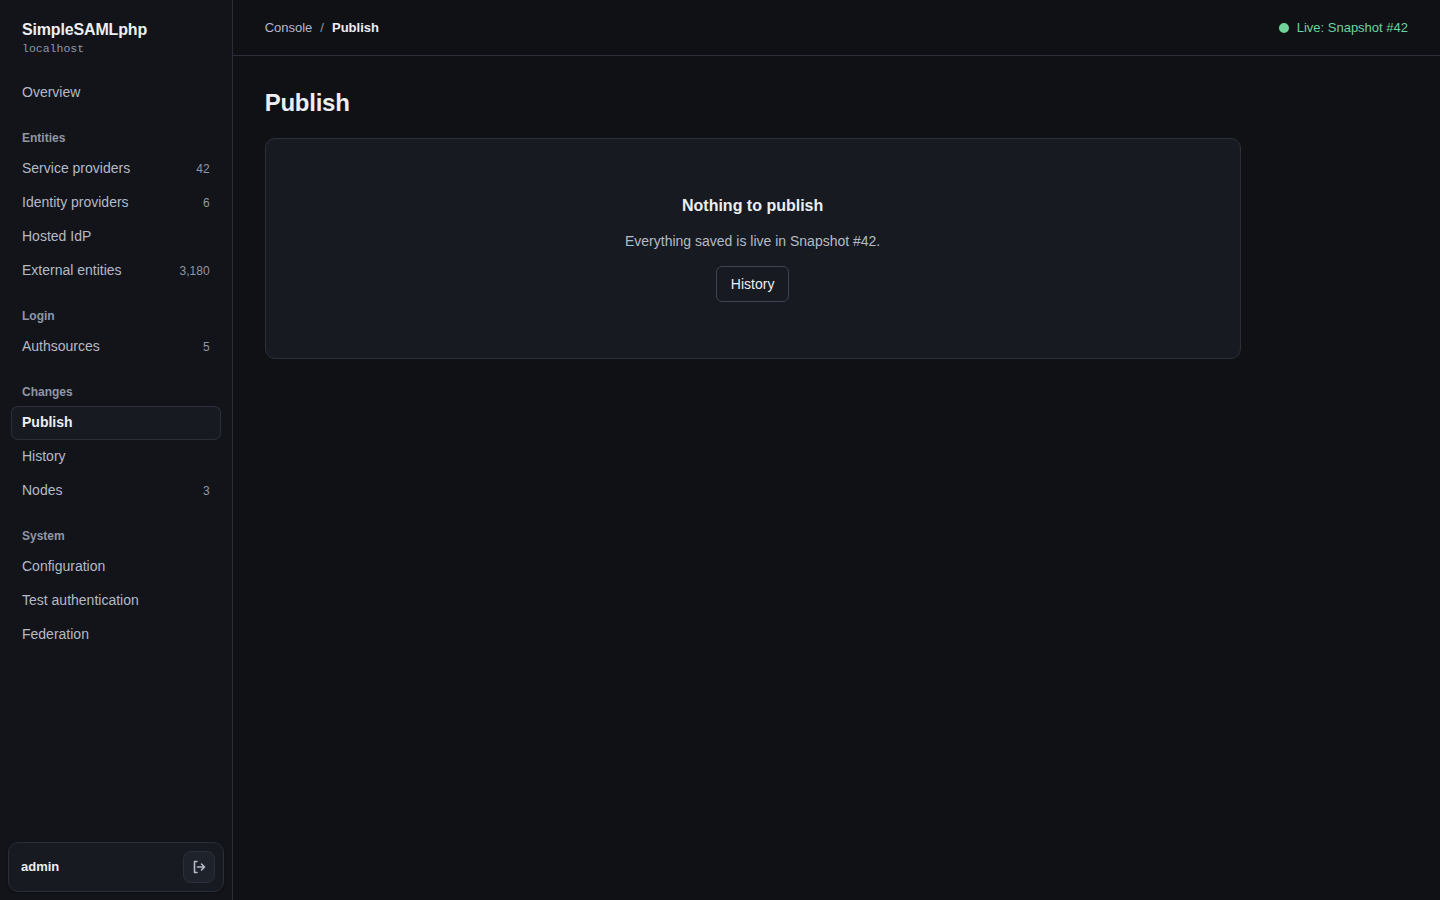 SimpleSAMLphp
localhost
Overview
Entities
Service providers 42
Identity providers 6
Hosted IdP
External entities 3,180
Login
Authsources 5
Changes
Publish
History
Nodes 3
System
Configuration
Test authentication
Federation
admin
Console / Publish
Live: Snapshot #42
Publish
Nothing to publish
Everything saved is live in Snapshot #42.
History